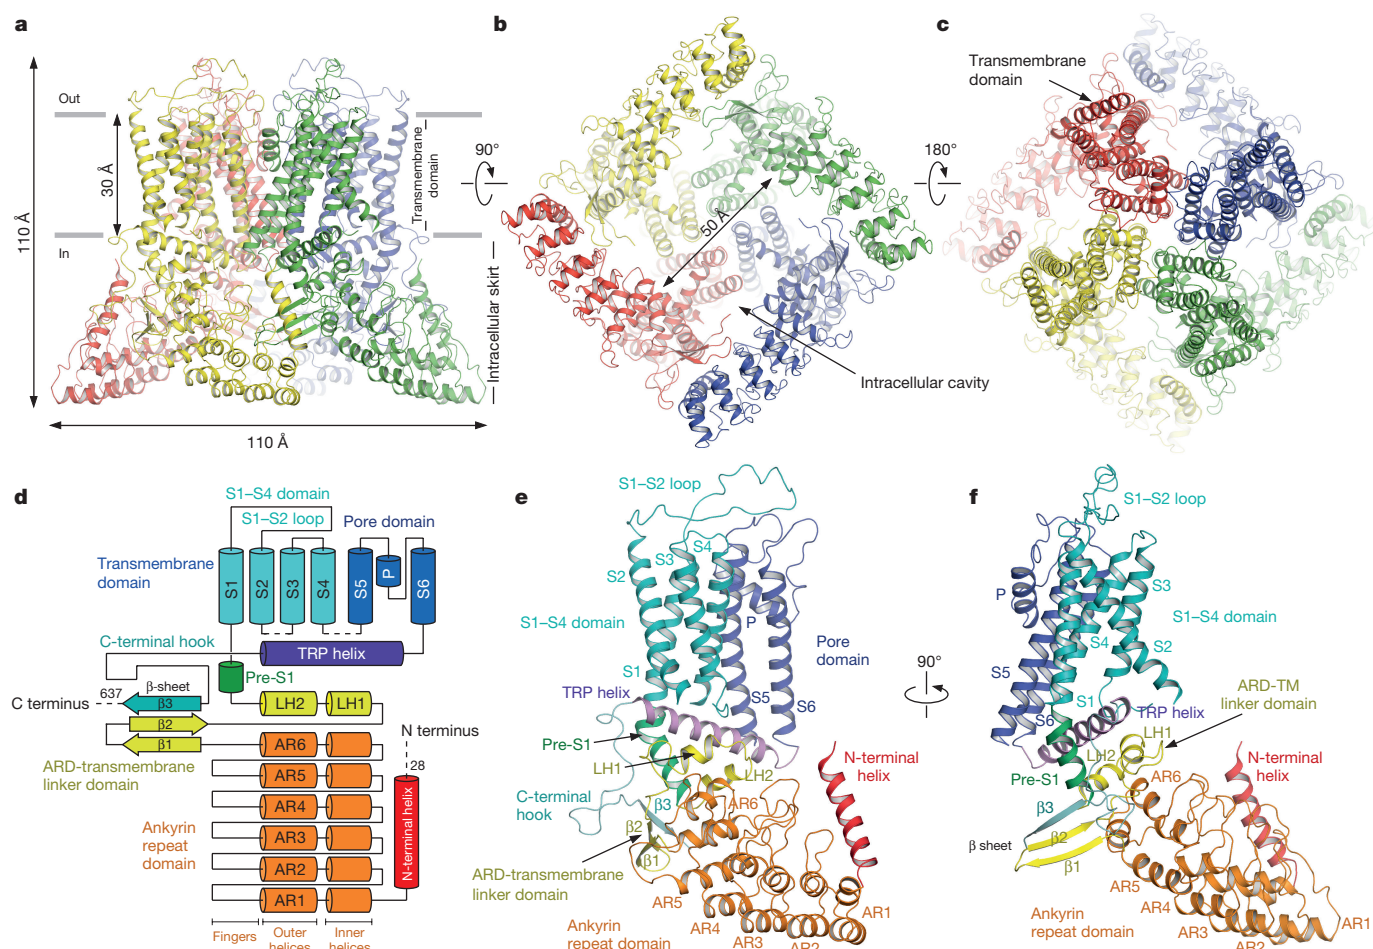 a
b
c
Out
In
30 Å
110 Å
110 Å
Transmembrane
domain
Intracellular skirt
90°
50 Å
Intracellular cavity
180°
Transmembrane
domain
d
S1–S4 domain
S1–S2 loop
Pore domain
Transmembrane
domain
S1
S2
S3
S4
S5
P
S6
C-terminal hook
TRP helix
Pre-S1
637
β-sheet
C terminus
β3
β2
β1
LH2
LH1
N terminus
28
ARD-transmembrane
linker domain
AR6
AR5
AR4
AR3
AR2
AR1
N-terminal helix
Ankyrin
repeat
domain
Fingers
Outer
helices
Inner
helices
e
S1–S2 loop
S4
S3
S2
P
S1–S4 domain
Pore
domain
S1
S5
S6
TRP helix
Pre-S1
LH1
LH2
N-terminal
helix
C-terminal
hook
β3
AR6
β2
β1
ARD-transmembrane
linker domain
AR5
AR4
AR3
AR2
AR1
Ankyrin
repeat domain
90°
f
S1–S2 loop
S3
P
S1–S4 domain
S4
S2
S5
S1
S6
ARD-TM
linker domain
TRP helix
LH1
LH2
Pre-S1
AR6
N-terminal
helix
β3
β2
β sheet
β1
AR5
AR4
AR3
AR2
AR1
Ankyrin
repeat domain